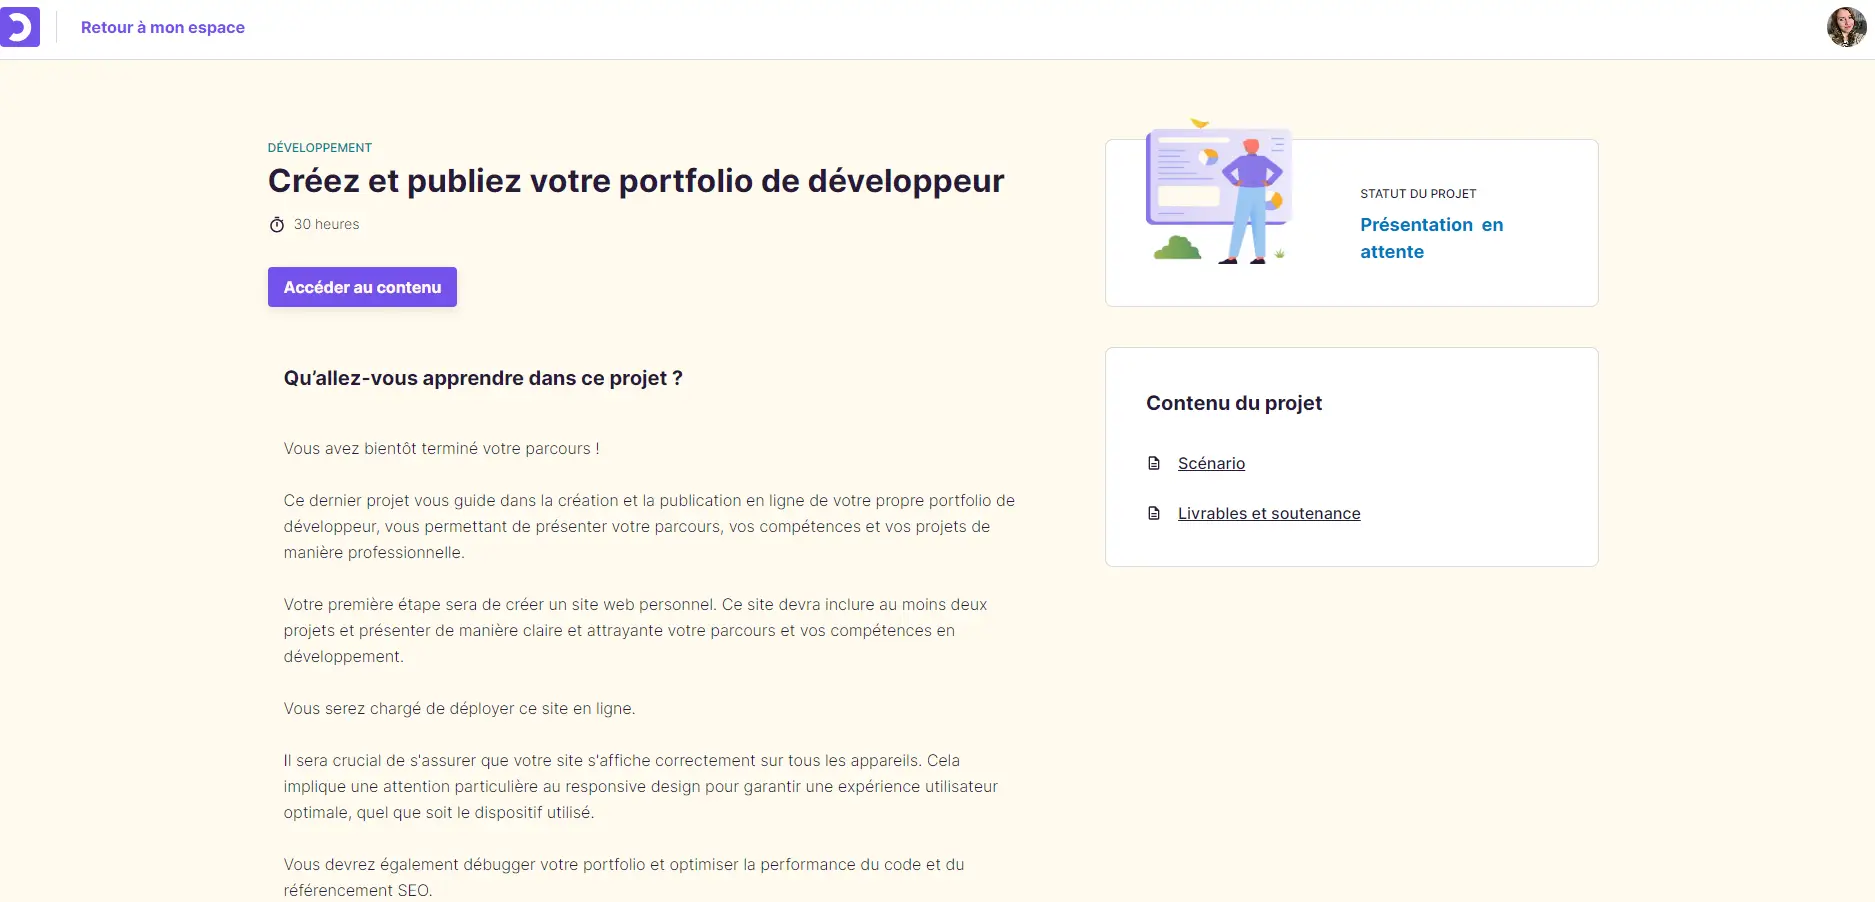 Retour à mon espace
DÉVELOPPEMENT
Créez et publiez votre portfolio de développeur
30 heures
Accéder au contenu
Qu’allez-vous apprendre dans ce projet ?
Vous avez bientôt terminé votre parcours !
Ce dernier projet vous guide dans la création et la publication en ligne de votre propre portfolio de
développeur, vous permettant de présenter votre parcours, vos compétences et vos projets de
manière professionnelle.
Votre première étape sera de créer un site web personnel. Ce site devra inclure au moins deux
projets et présenter de manière claire et attrayante votre parcours et vos compétences en
développement.
Vous serez chargé de déployer ce site en ligne.
Il sera crucial de s'assurer que votre site s'affiche correctement sur tous les appareils. Cela
implique une attention particulière au responsive design pour garantir une expérience utilisateur
optimale, quel que soit le dispositif utilisé.
Vous devrez également débugger votre portfolio et optimiser la performance du code et du
référencement SEO.
STATUT DU PROJET
Présentation en
attente
Contenu du projet
Scénario
Livrables et soutenance